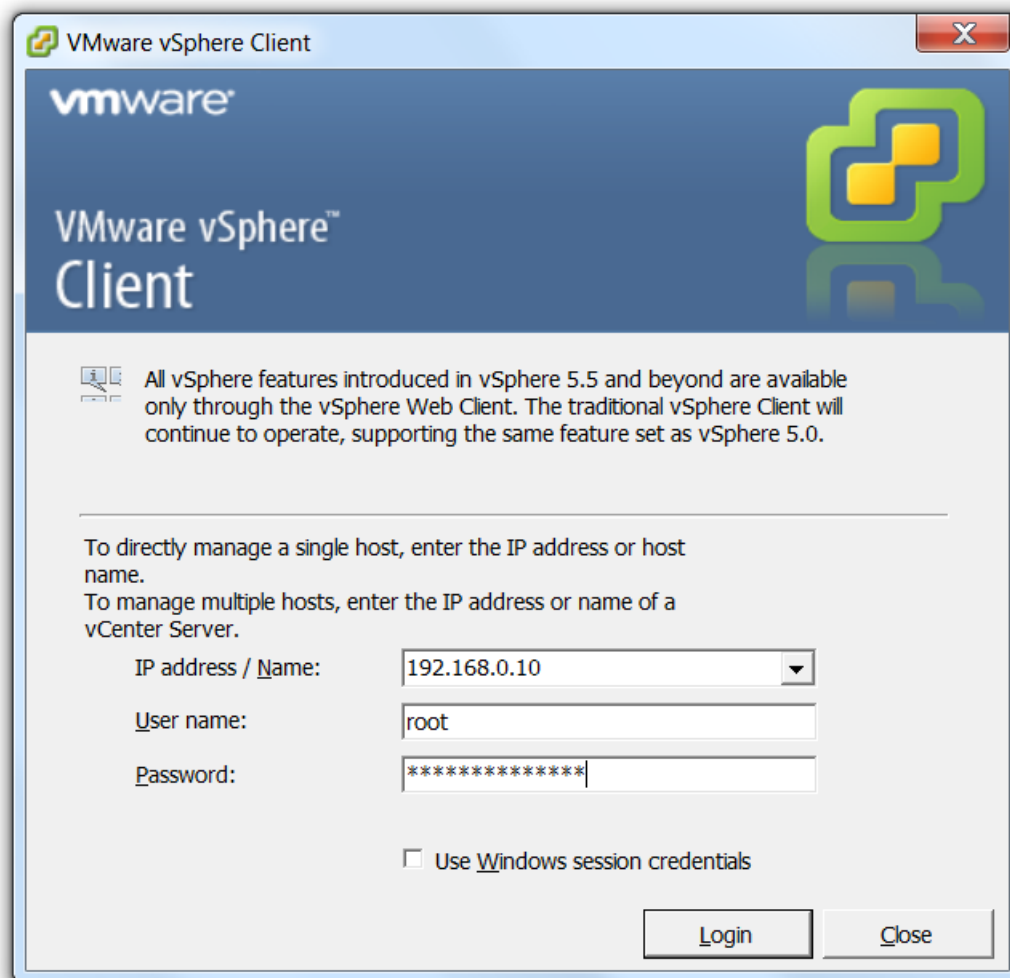 VMware vSphere Client
vmware
VMware vSphere™
Client
All vSphere features introduced in vSphere 5.5 and beyond are available
only through the vSphere Web Client. The traditional vSphere Client will
continue to operate, supporting the same feature set as vSphere 5.0.
To directly manage a single host, enter the IP address or host
name.
To manage multiple hosts, enter the IP address or name of a
vCenter Server.
IP address / Name: 192.168.0.10
User name: root
Password: **************
Use Windows session credentials
Login Close